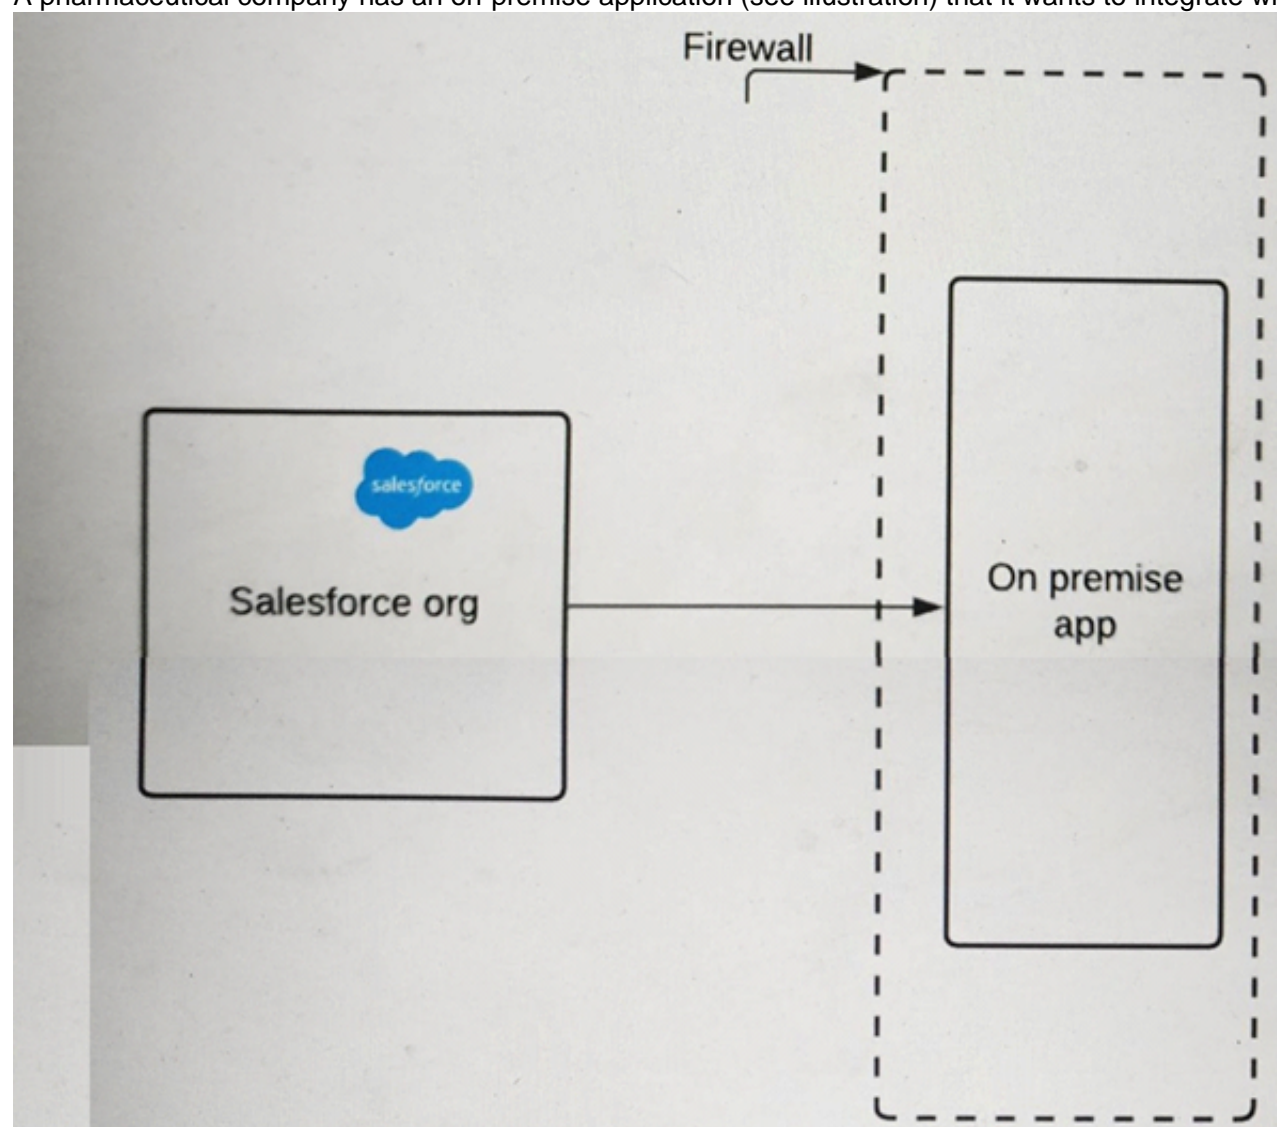 A pharmaceutical company has an on-premise application (see illustration) that it wants to integrate wi
Firewall
salesforce
On premise
Salesforce org
app